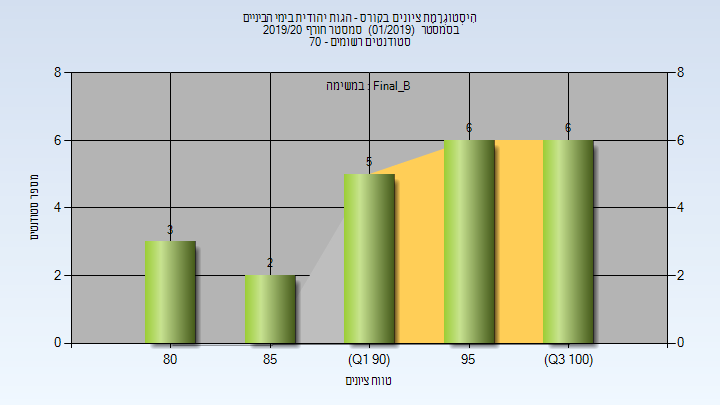 היסטוגרמת ציונים בקורס - הגות יהודית בימי הביניים
בסמסטר (01/2019) סמסטר חורף 2019/20
סטודנטים רשומים - 70
במשימה : Final_B
8 8
6 6
4 4
2 2
0 0
3 2 5 6 6
מספר סטודנטים
80 85 (Q1 90) 95 (Q3 100)
טווח ציונים